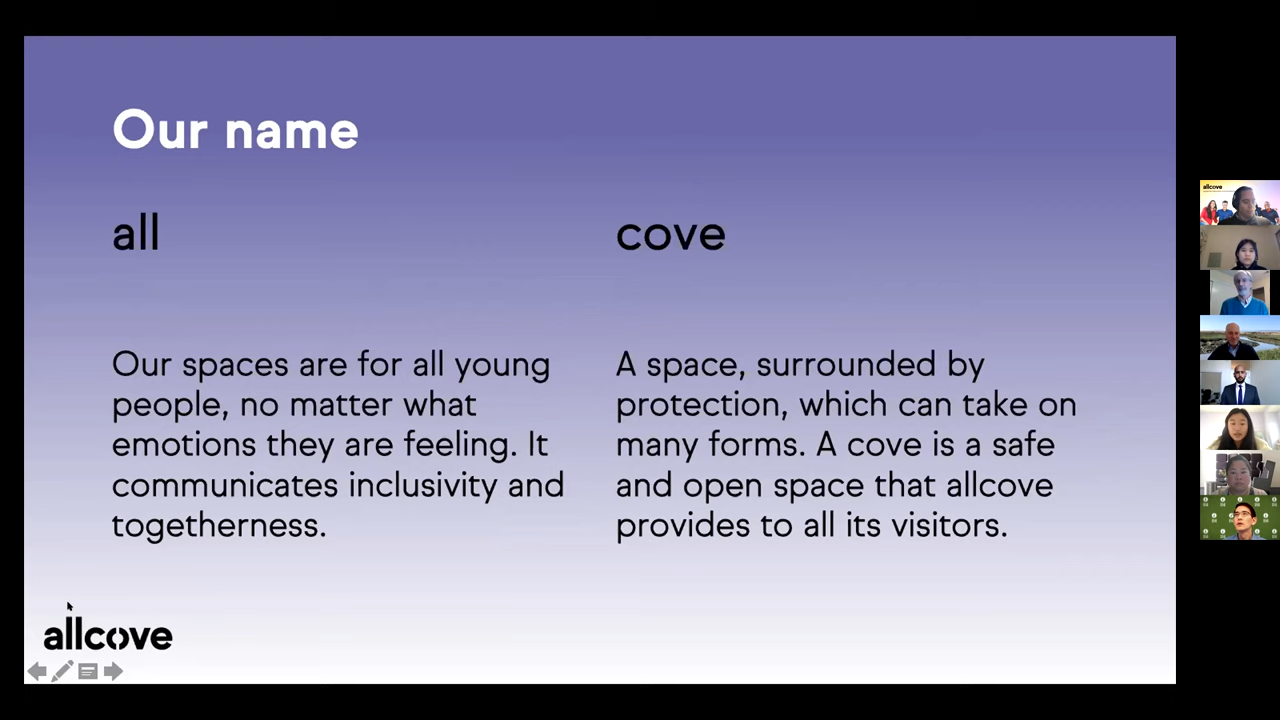 Our name
all
Our spaces are for all young
people, no matter what
emotions they are feeling. It
communicates inclusivity and
togetherness.
cove
A space, surrounded by
protection, which can take on
many forms. A cove is a safe
and open space that allcove
provides to all its visitors.
allcove
allcove